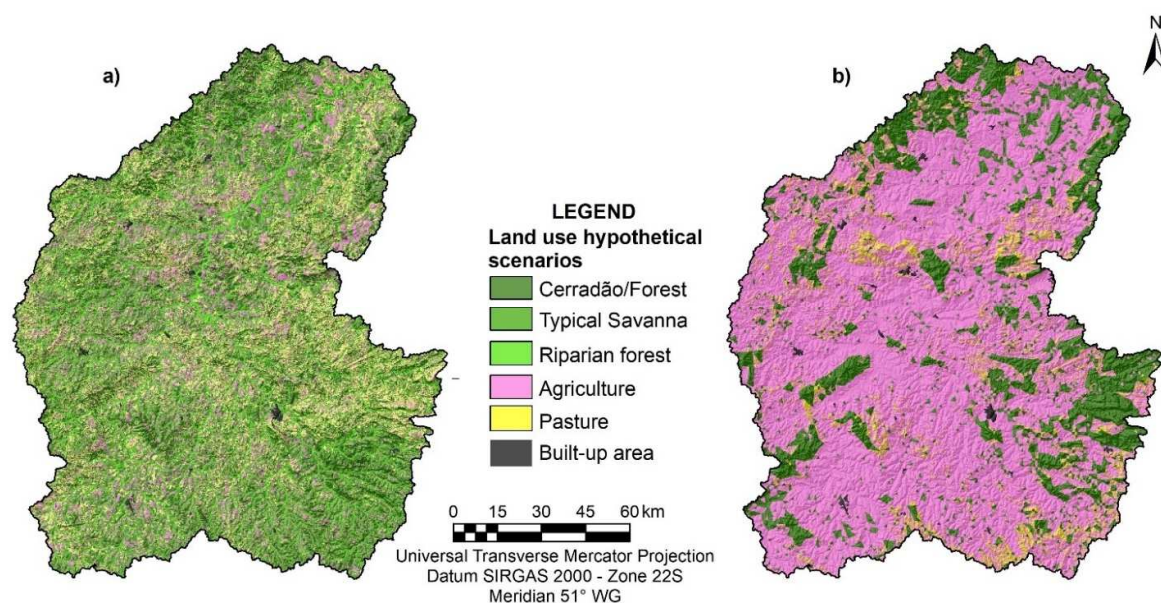 a)
b)
N
LEGEND
Land use hypothetical
scenarios
Cerradão/Forest
Typical Savanna
Riparian forest
Agriculture
Pasture
Built-up area
0 15 30 45 60 km
Universal Transverse Mercator Projection
Datum SIRGAS 2000 - Zone 22S
Meridian 51° WG